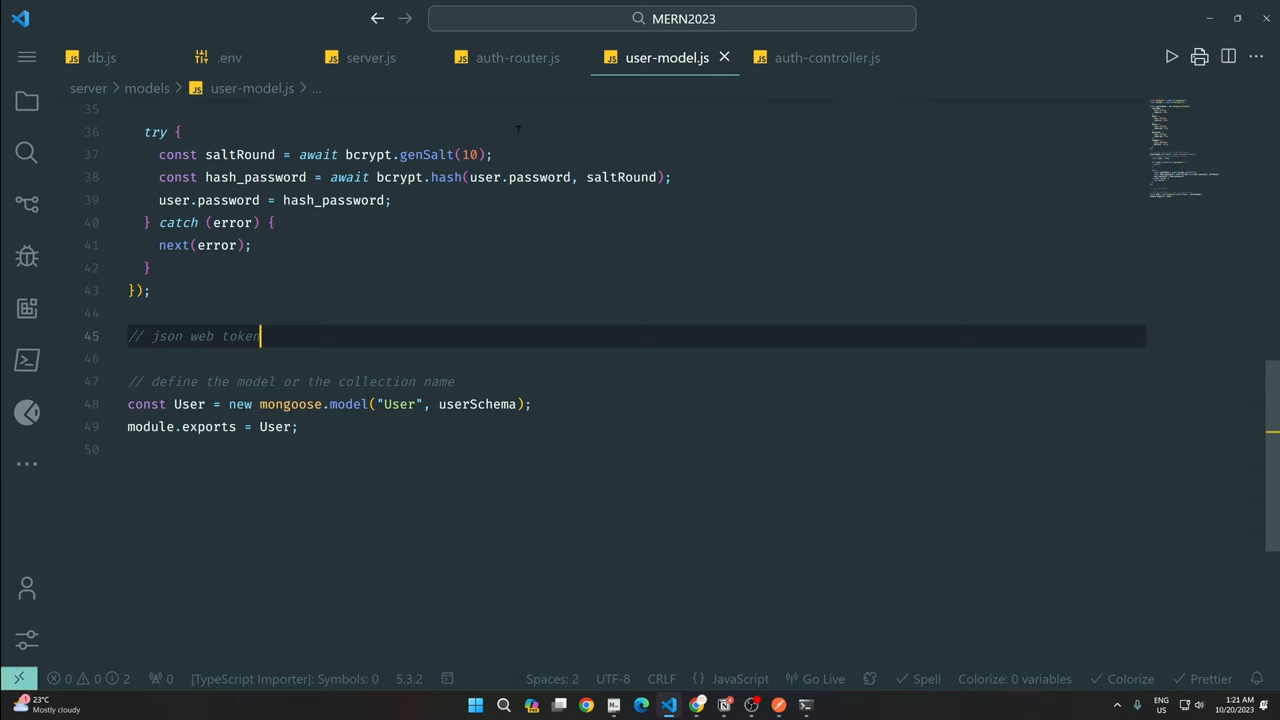 MERN2023
db.js
.env
server.js
auth-router.js
user-model.js
auth-controller.js
server > models > user-model.js > ...
35
36 try {
37 const saltRound = await bcrypt.genSalt(10);
38 const hash_password = await bcrypt.hash(user.password, saltRound);
39 user.password = hash_password;
40 } catch (error) {
41 next(error);
42 }
43 });
44
45 // json web token
46
47 // define the model or the collection name
48 const User = new mongoose.model("User", userSchema);
49 module.exports = User;
50
0 0 2 0 [TypeScript Importer]: Symbols: 0 5.3.2 Spaces: 2 UTF-8 CRLF {} JavaScript Go Live Spell Colorize: 0 variables Colorize Prettier
23°C
Mostly cloudy
ENG
US
1:21 AM
10/20/2023